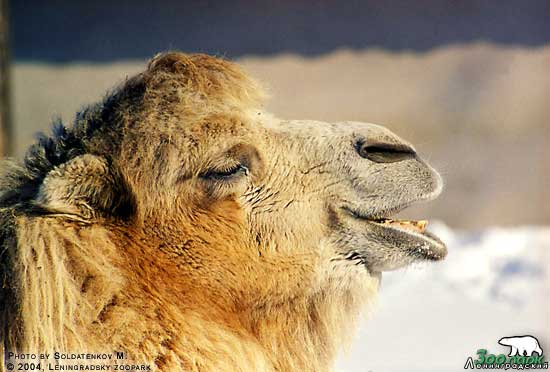 Photo by Soldatenkov M.
© 2004, Leningradsky zoopark
Зоопарк
Ленинградский